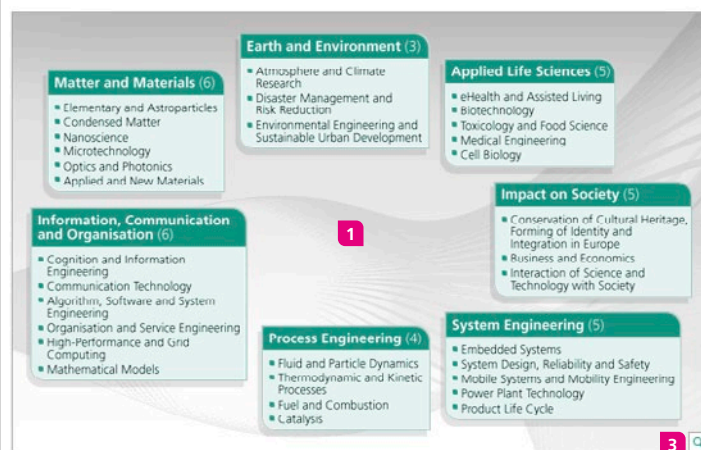 Earth and Environment (3)
Atmosphere and Climate
Research
Disaster Management and
Risk Reduction
Environmental Engineering and
Sustainable Urban Development
Matter and Materials (6)
Elementary and Astroparticles
Condensed Matter
Nanoscience
Microtechnology
Optics and Photonics
Applied and New Materials
Applied Life Sciences (5)
eHealth and Assisted Living
Biotechnology
Toxicology and Food Science
Medical Engineering
Cell Biology
Impact on Society (5)
Conservation of Cultural Heritage,
Forming of Identity and
Integration in Europe
Business and Economics
Interaction of Science and
Technology with Society
Information, Communication
and Organisation (6)
Cognition and Information
Engineering
Communication Technology
Algorithm, Software and System
Engineering
Organisation and Service Engineering
High-Performance and Grid
Computing
Mathematical Models
1
Process Engineering (4)
Fluid and Particle Dynamics
Thermodynamic and Kinetic
Processes
Fuel and Combustion
Catalysis
System Engineering (5)
Embedded Systems
System Design, Reliability and Safety
Mobile Systems and Mobility Engineering
Power Plant Technology
Product Life Cycle
3